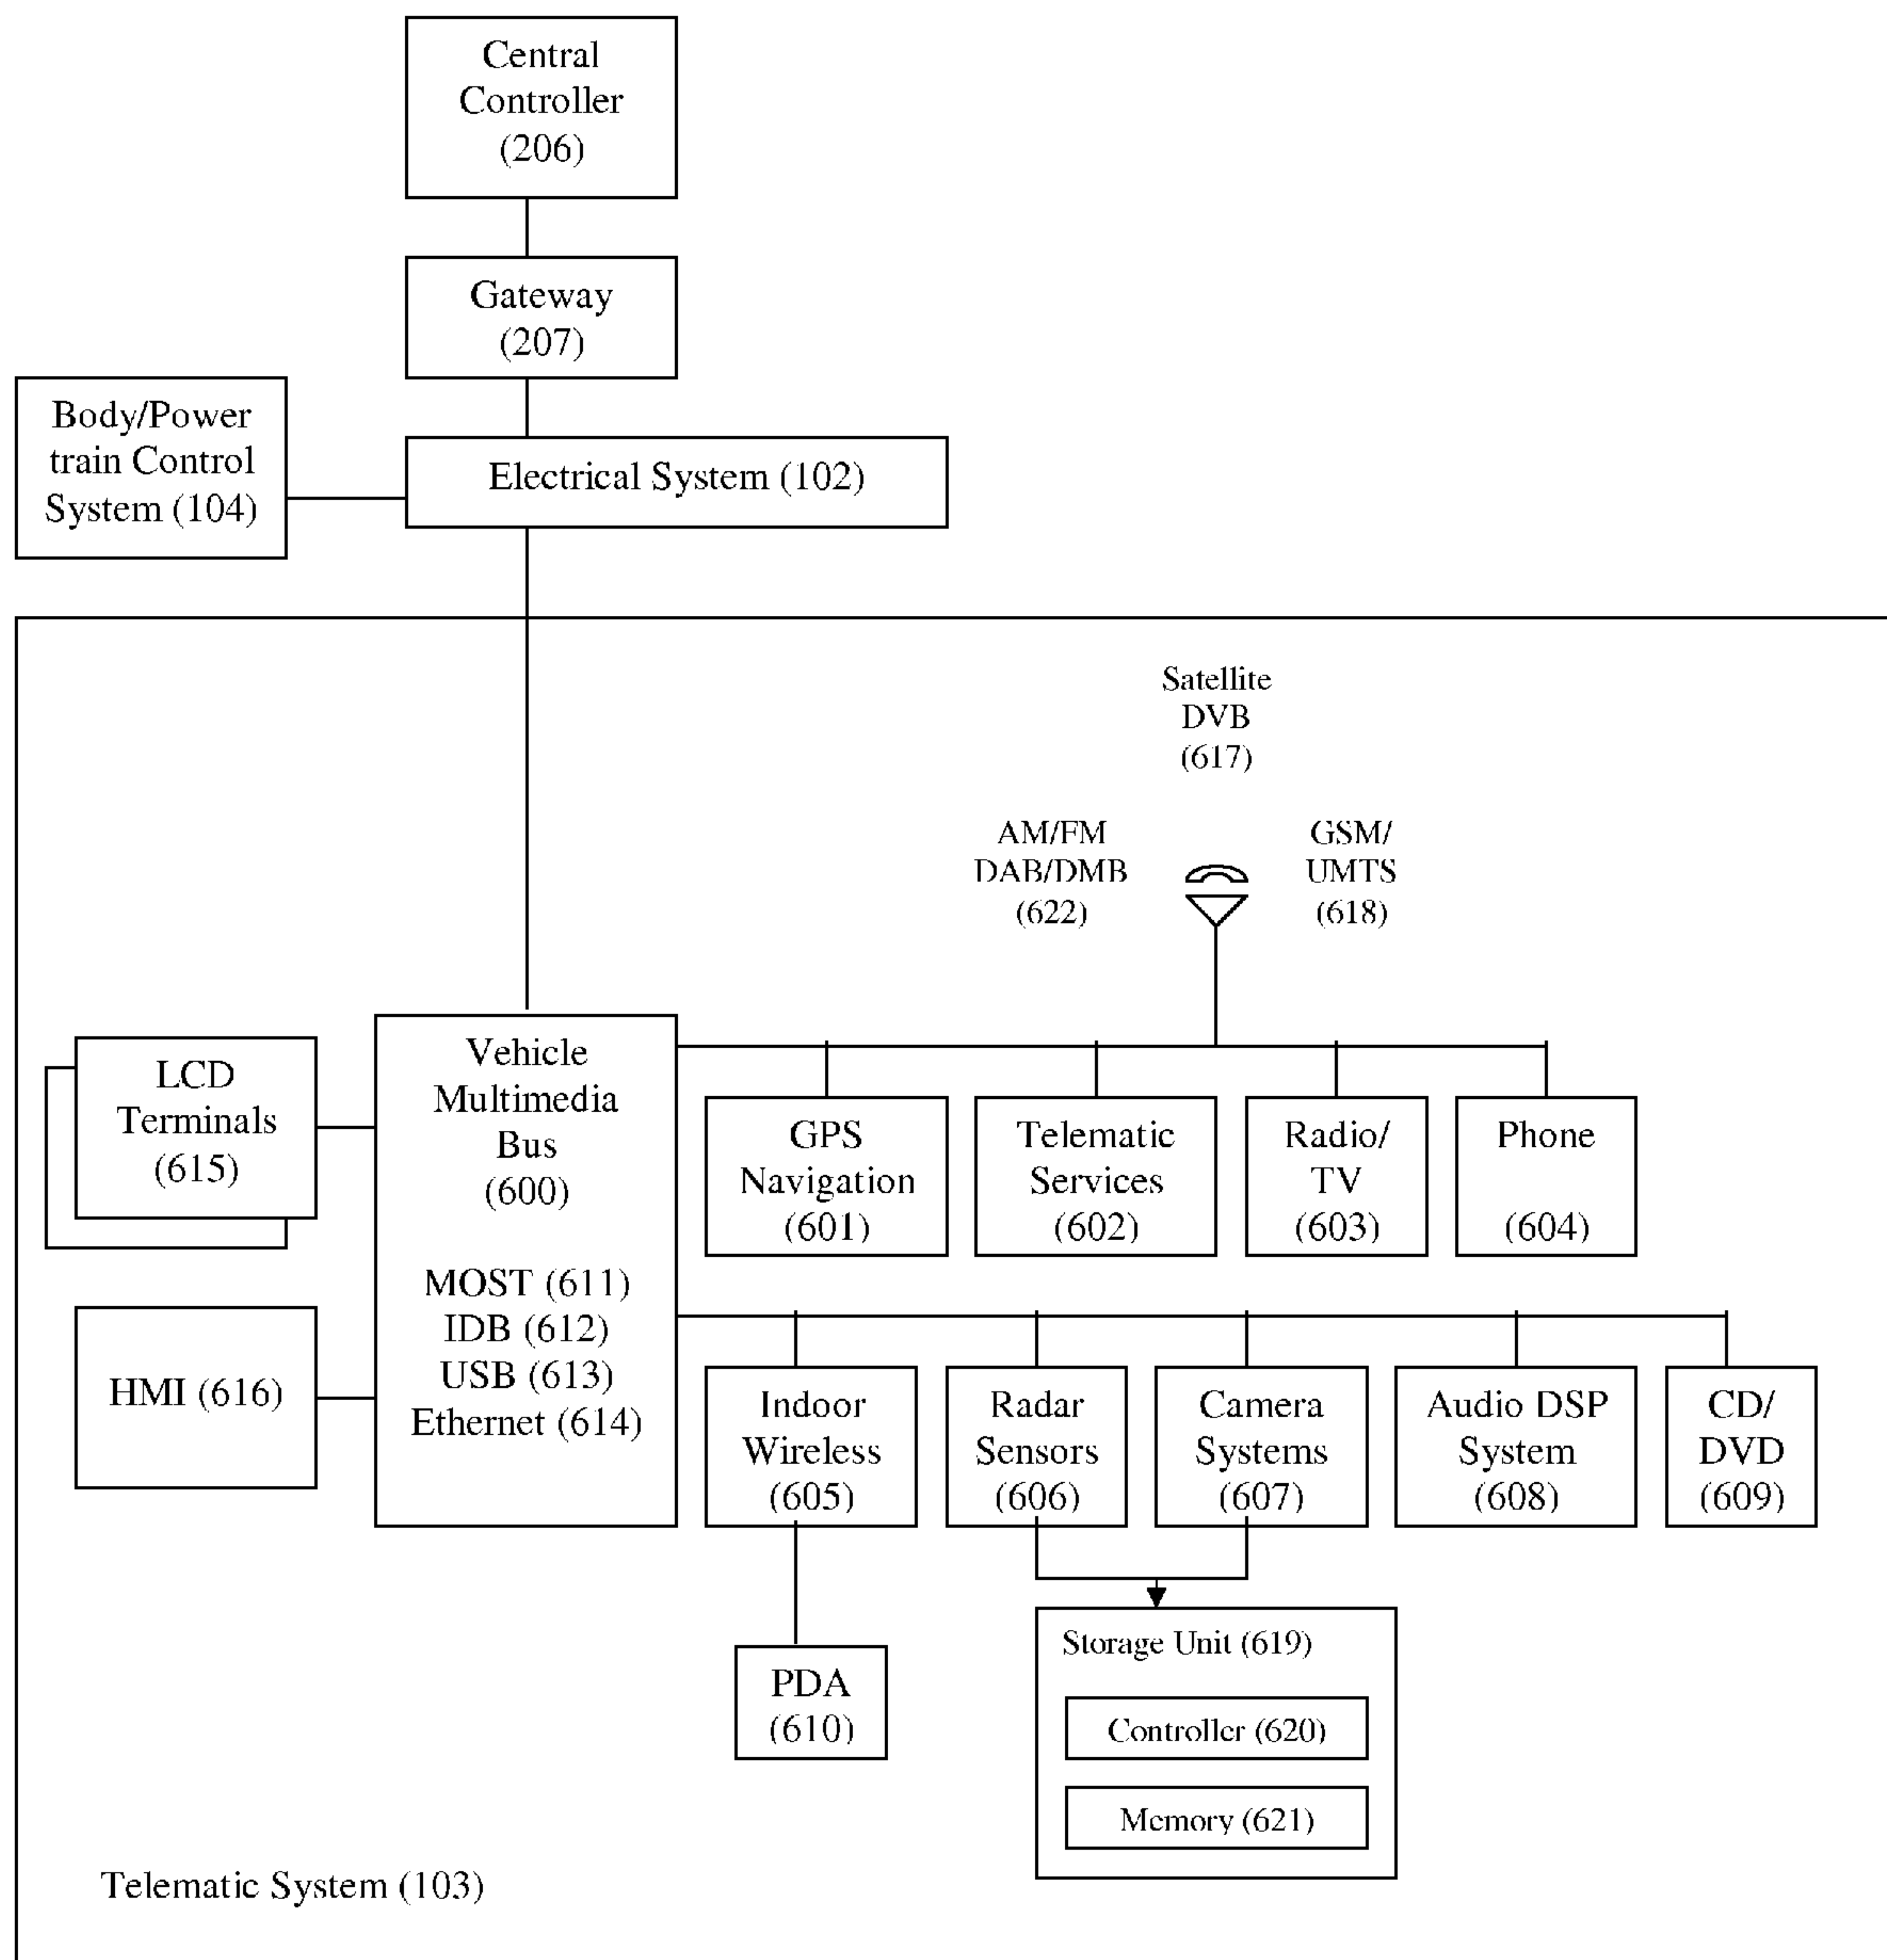 Central
Controller
(206)
Gateway
(207)
Body/Power
train Control
System (104)
Electrical System (102)
Satellite
DVB
(617)
AM/FM
DAB/DMB
(622)
GSM/
UMTS
(618)
LCD
Terminals
(615)
Vehicle
Multimedia
Bus
(600)
MOST (611)
IDB (612)
USB (613)
Ethernet (614)
GPS
Navigation
(601)
Telematic
Services
(602)
Radio/
TV
(603)
Phone
(604)
HMI (616)
Indoor
Wireless
(605)
Radar
Sensors
(606)
Camera
Systems
(607)
Audio DSP
System
(608)
CD/
DVD
(609)
PDA
(610)
Storage Unit (619)
Controller (620)
Memory (621)
Telematic System (103)